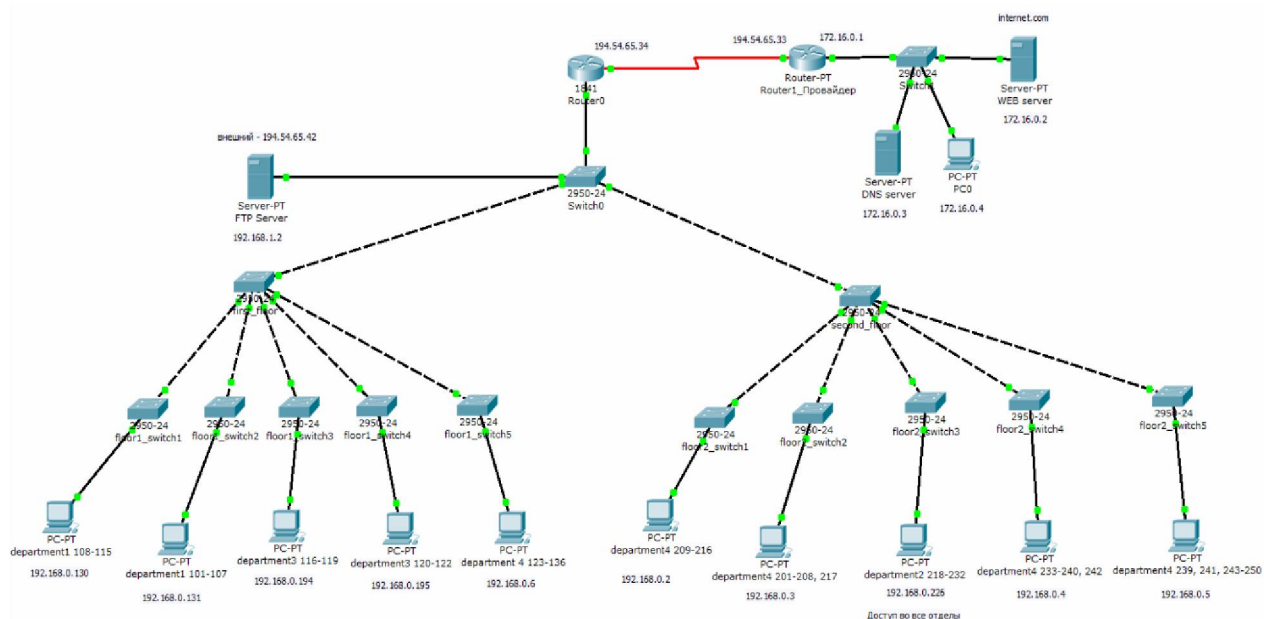 internet.com
194.54.65.34
194.54.65.33
172.16.0.1
1841
Router0
Router-PT
Router1_Провайдер
2950-24
Switch1
Server-PT
WEB server
172.16.0.2
внешний - 194.54.65.42
Server-PT
FTP Server
192.168.1.2
2950-24
Switch0
Server-PT
DNS server
172.16.0.3
PC-PT
PC0
172.16.0.4
2950-24
first_floor
2950-24
second_floor
2950-24
floor1_switch1
2950-24
floor1_switch2
2950-24
floor1_switch3
2950-24
floor1_switch4
2950-24
floor1_switch5
2950-24
floor2_switch1
2950-24
floor2_switch2
2950-24
floor2_switch3
2950-24
floor2_switch4
2950-24
floor2_switch5
PC-PT
department1 108-115
192.168.0.130
PC-PT
department1 101-107
192.168.0.131
PC-PT
department3 116-119
192.168.0.194
PC-PT
department3 120-122
192.168.0.195
PC-PT
department 4 123-136
192.168.0.6
PC-PT
department4 209-216
192.168.0.2
PC-PT
department4 201-208, 217
192.168.0.3
PC-PT
department2 218-232
192.168.0.226
Доступ во все отделы
PC-PT
department4 233-240, 242
192.168.0.4
PC-PT
department4 239, 241, 243-250
192.168.0.5